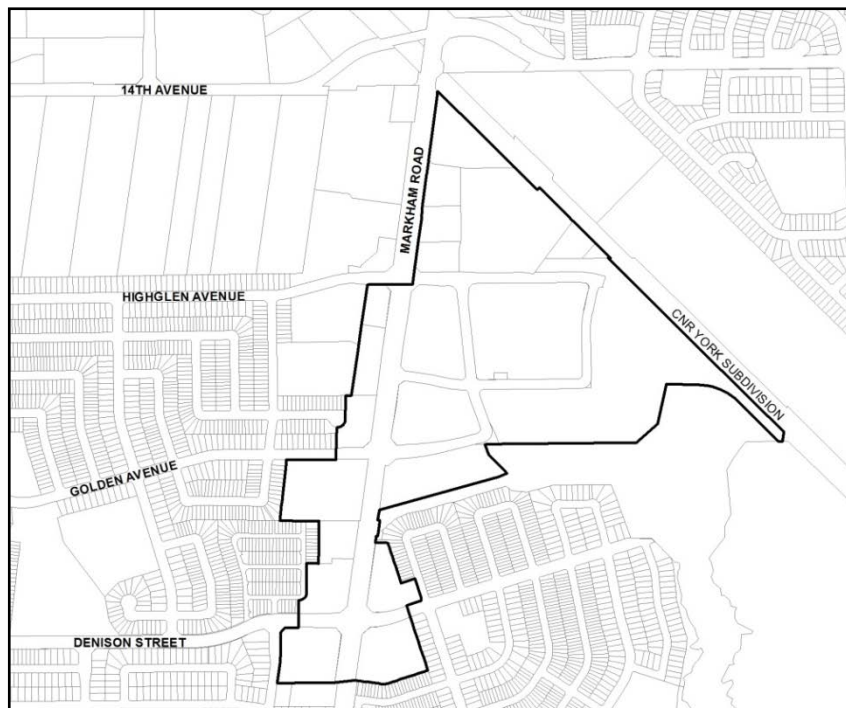 14TH AVENUE
MARKHAM ROAD
HIGHGLEN AVENUE
CNR YORK SUBDIVISION
GOLDEN AVENUE
DENISON STREET